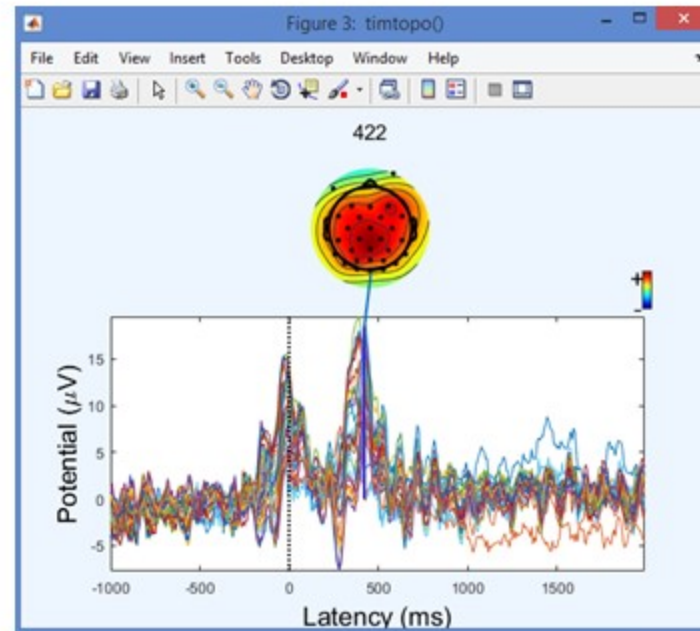 Figure 3: timtopo()
File Edit View Insert Tools Desktop Window Help
422
+
-
15
10
5
0
-5
Potential (μV)
-1000 -500 0 500 1000 1500
Latency (ms)